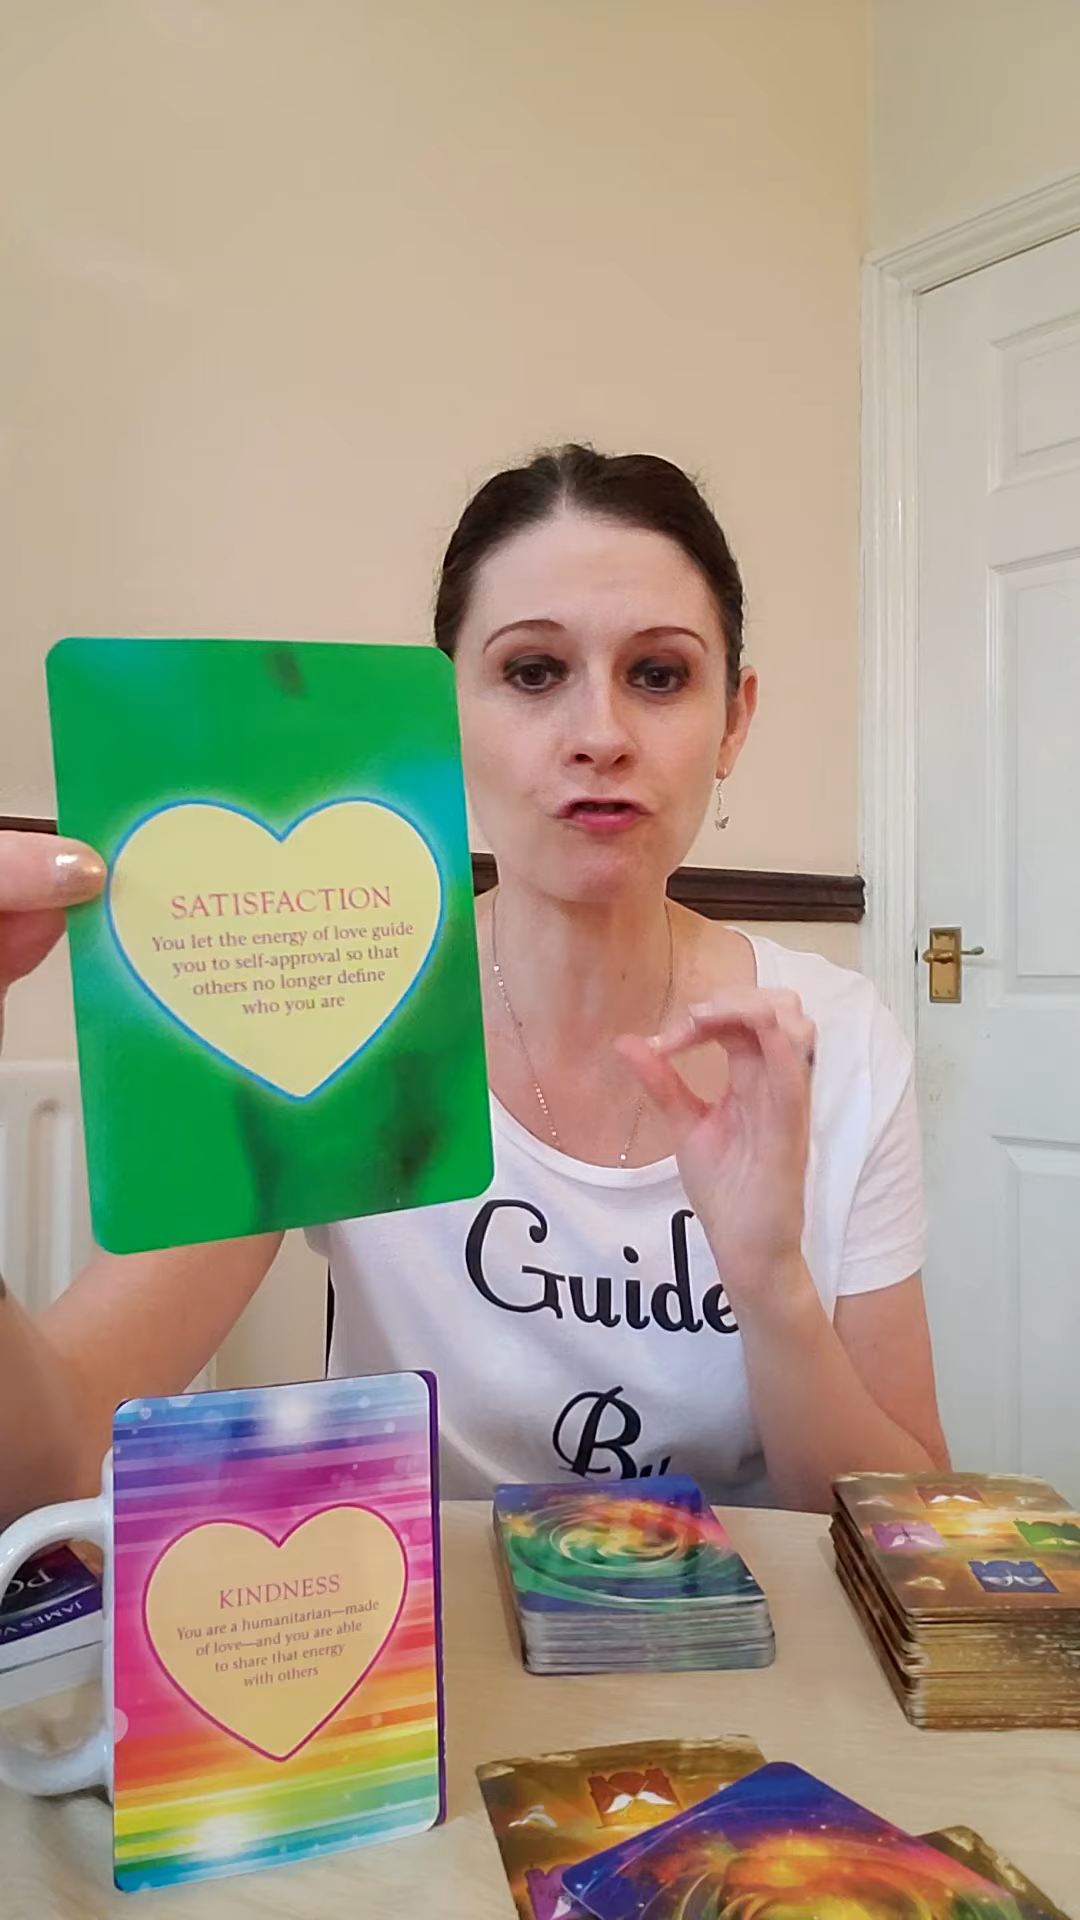 SATISFACTION
You let the energy of love guide
you to self-approval so that
others no longer define
who you are
Guide
By
KINDNESS
You are a humanitarian—made
of love—and you are able
to share that energy
with others
JAMES